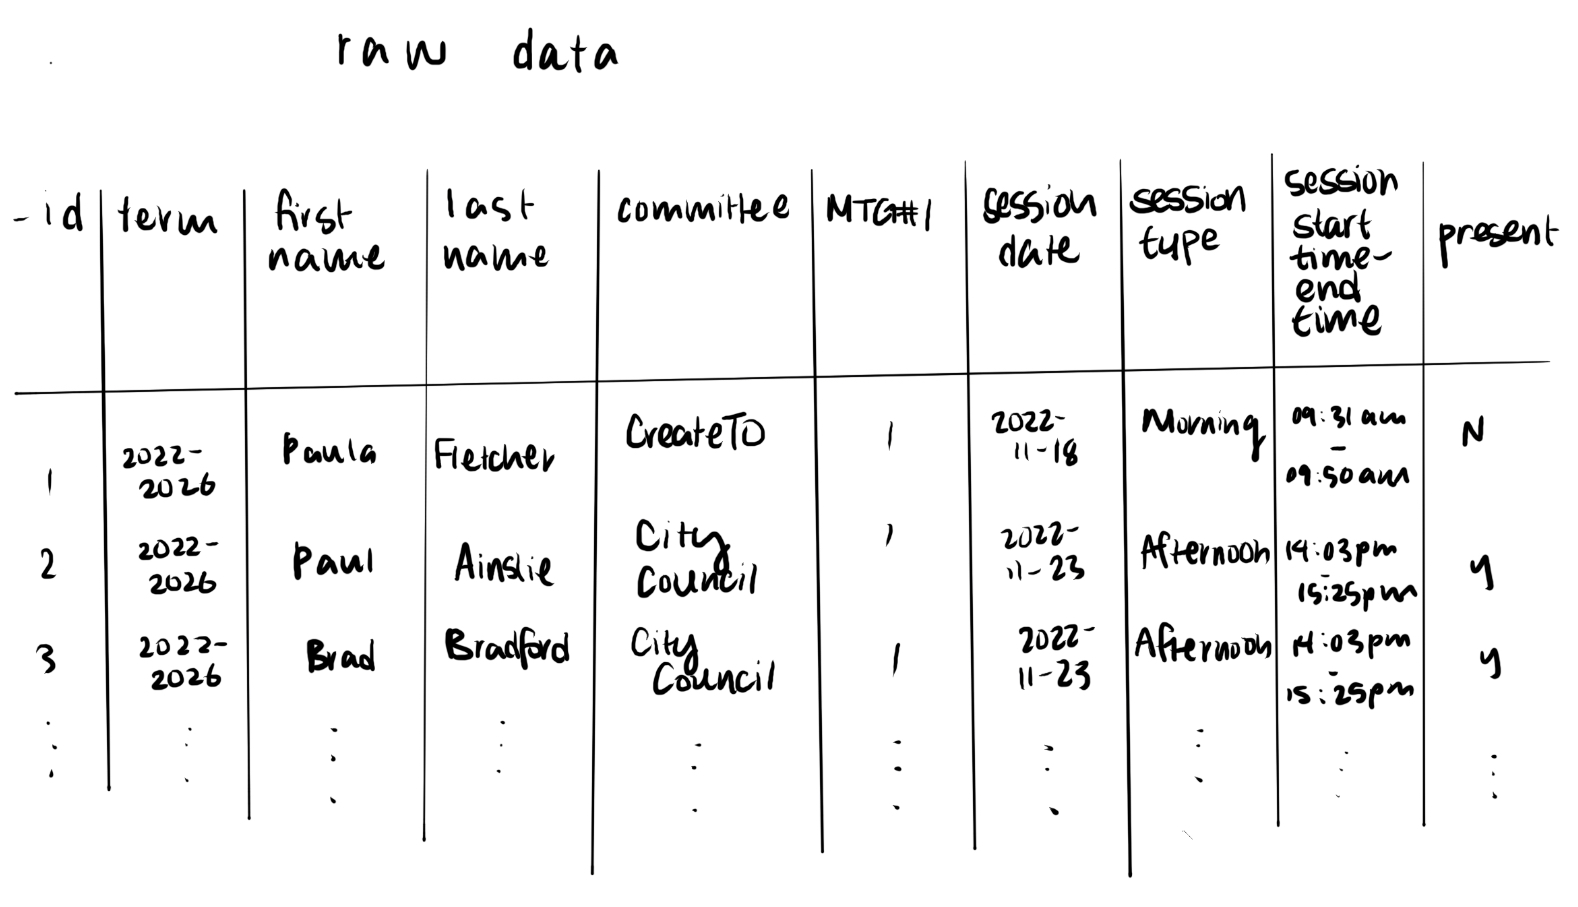 raw data
-id term first name last name committee MTG#1 session date session type session start time- end time present
1 2022-2026 Paula Fletcher CreateTO 1 2022-11-18 Morning 09:31am - 09:50am N
2 2022-2026 Paul Ainslie City Council 1 2022-11-23 Afternoon 14:03pm - 15:25pm y
3 2022-2026 Brad Bradford City Council 1 2022-11-23 Afternoon 14:03pm - 15:25pm y